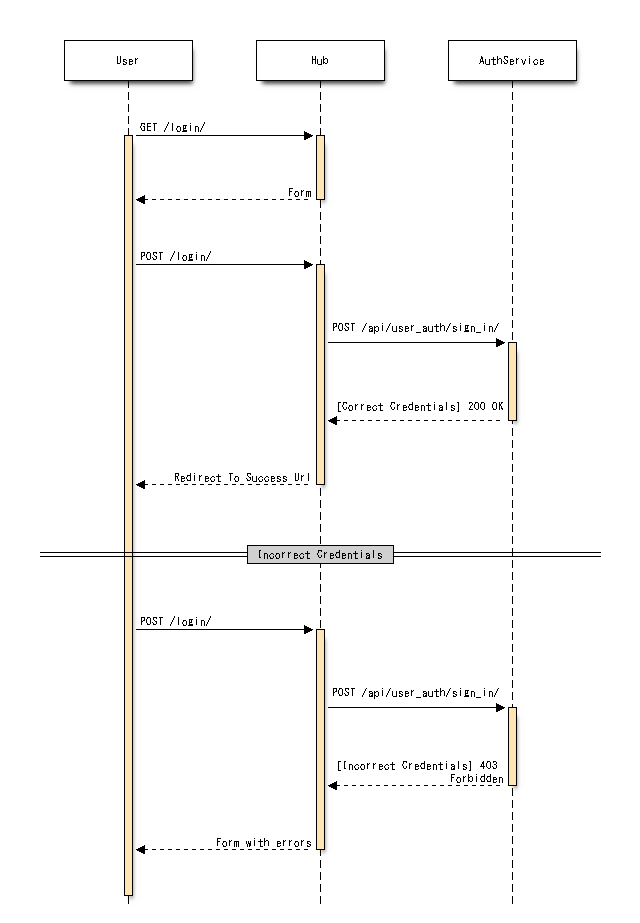 User
Hub
AuthService
GET /login/
Form
POST /login/
POST /api/user_auth/sign_in/
[Correct Credentials] 200 OK
Redirect To Success Url
Incorrect Credentials
POST /login/
POST /api/user_auth/sign_in/
[Incorrect Credentials] 403
Forbidden
Form with errors